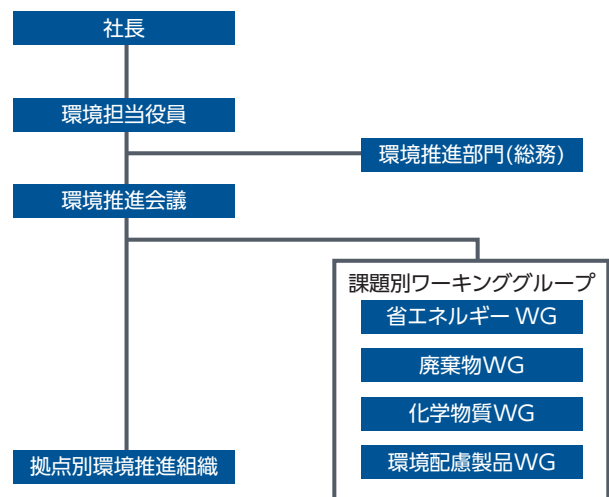 社長
環境担当役員
環境推進部門(総務)
環境推進会議
課題別ワーキンググループ
省エネルギー WG
廃棄物WG
化学物質WG
環境配慮製品WG
拠点別環境推進組織